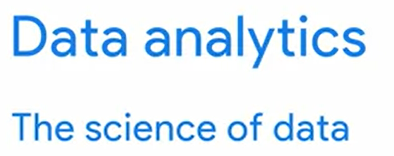 Data analytics
The science of data